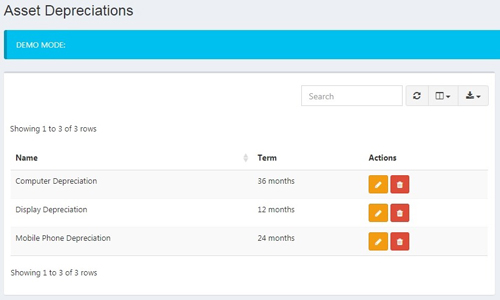 Asset Depreciations
DEMO MODE:
Search
Showing 1 to 3 of 3 rows
Name Term Actions
Computer Depreciation 36 months
Display Depreciation 12 months
Mobile Phone Depreciation 24 months
Showing 1 to 3 of 3 rows